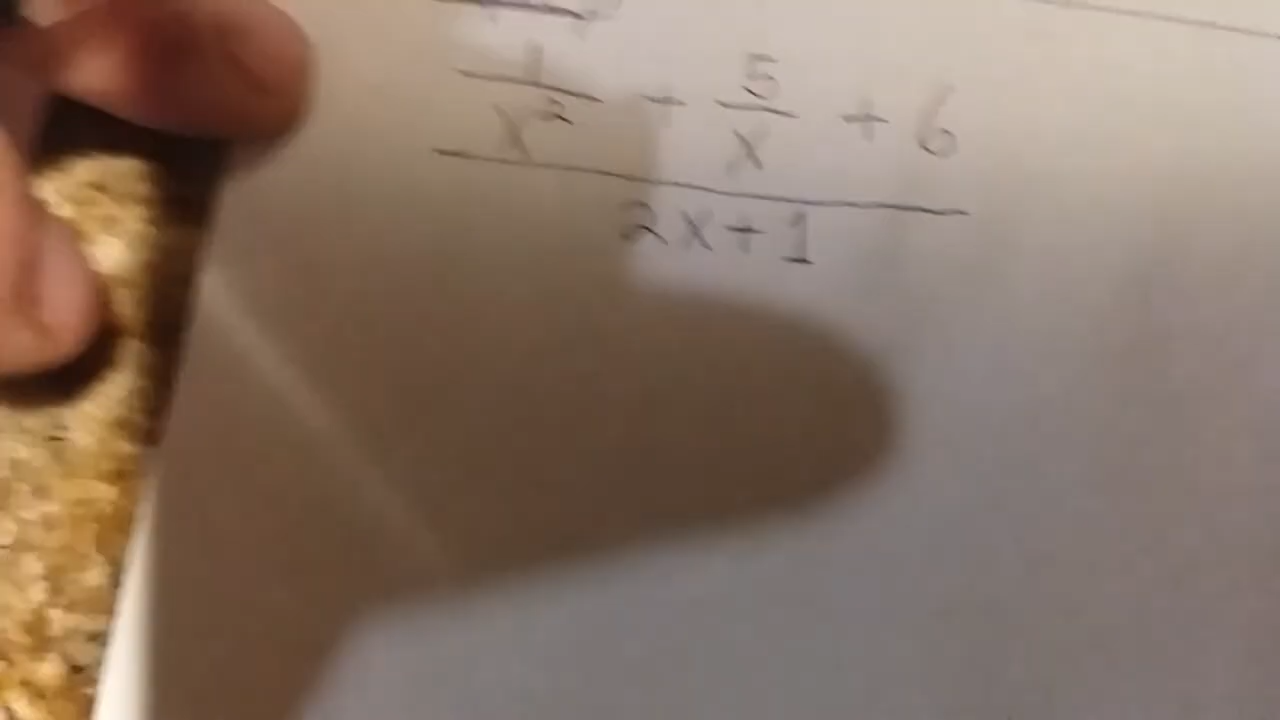 1/x² + 5/x + 6
2x+1